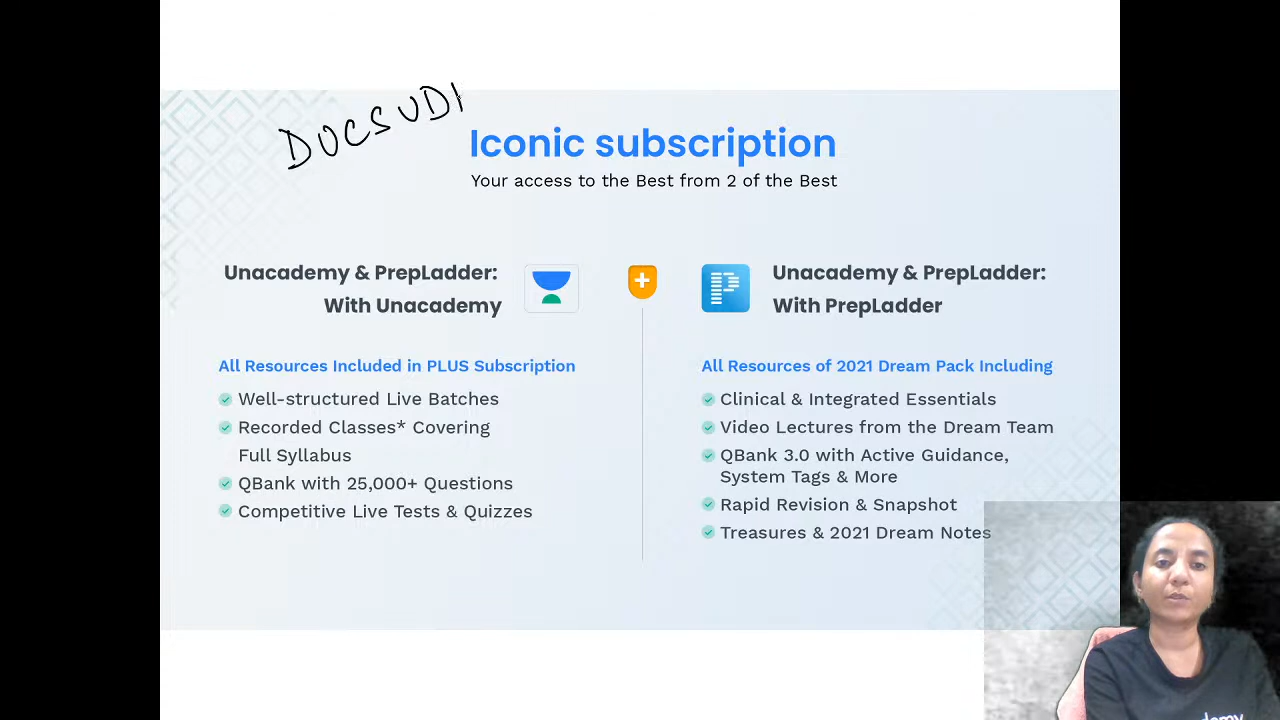 DOCSUDI
Iconic subscription
Your access to the Best from 2 of the Best
Unacademy & PrepLadder:
With Unacademy
All Resources Included in PLUS Subscription
Well-structured Live Batches
Recorded Classes* Covering
Full Syllabus
QBank with 25,000+ Questions
Competitive Live Tests & Quizzes
Unacademy & PrepLadder:
With PrepLadder
All Resources of 2021 Dream Pack Including
Clinical & Integrated Essentials
Video Lectures from the Dream Team
QBank 3.0 with Active Guidance,
System Tags & More
Rapid Revision & Snapshot
Treasures & 2021 Dream Notes